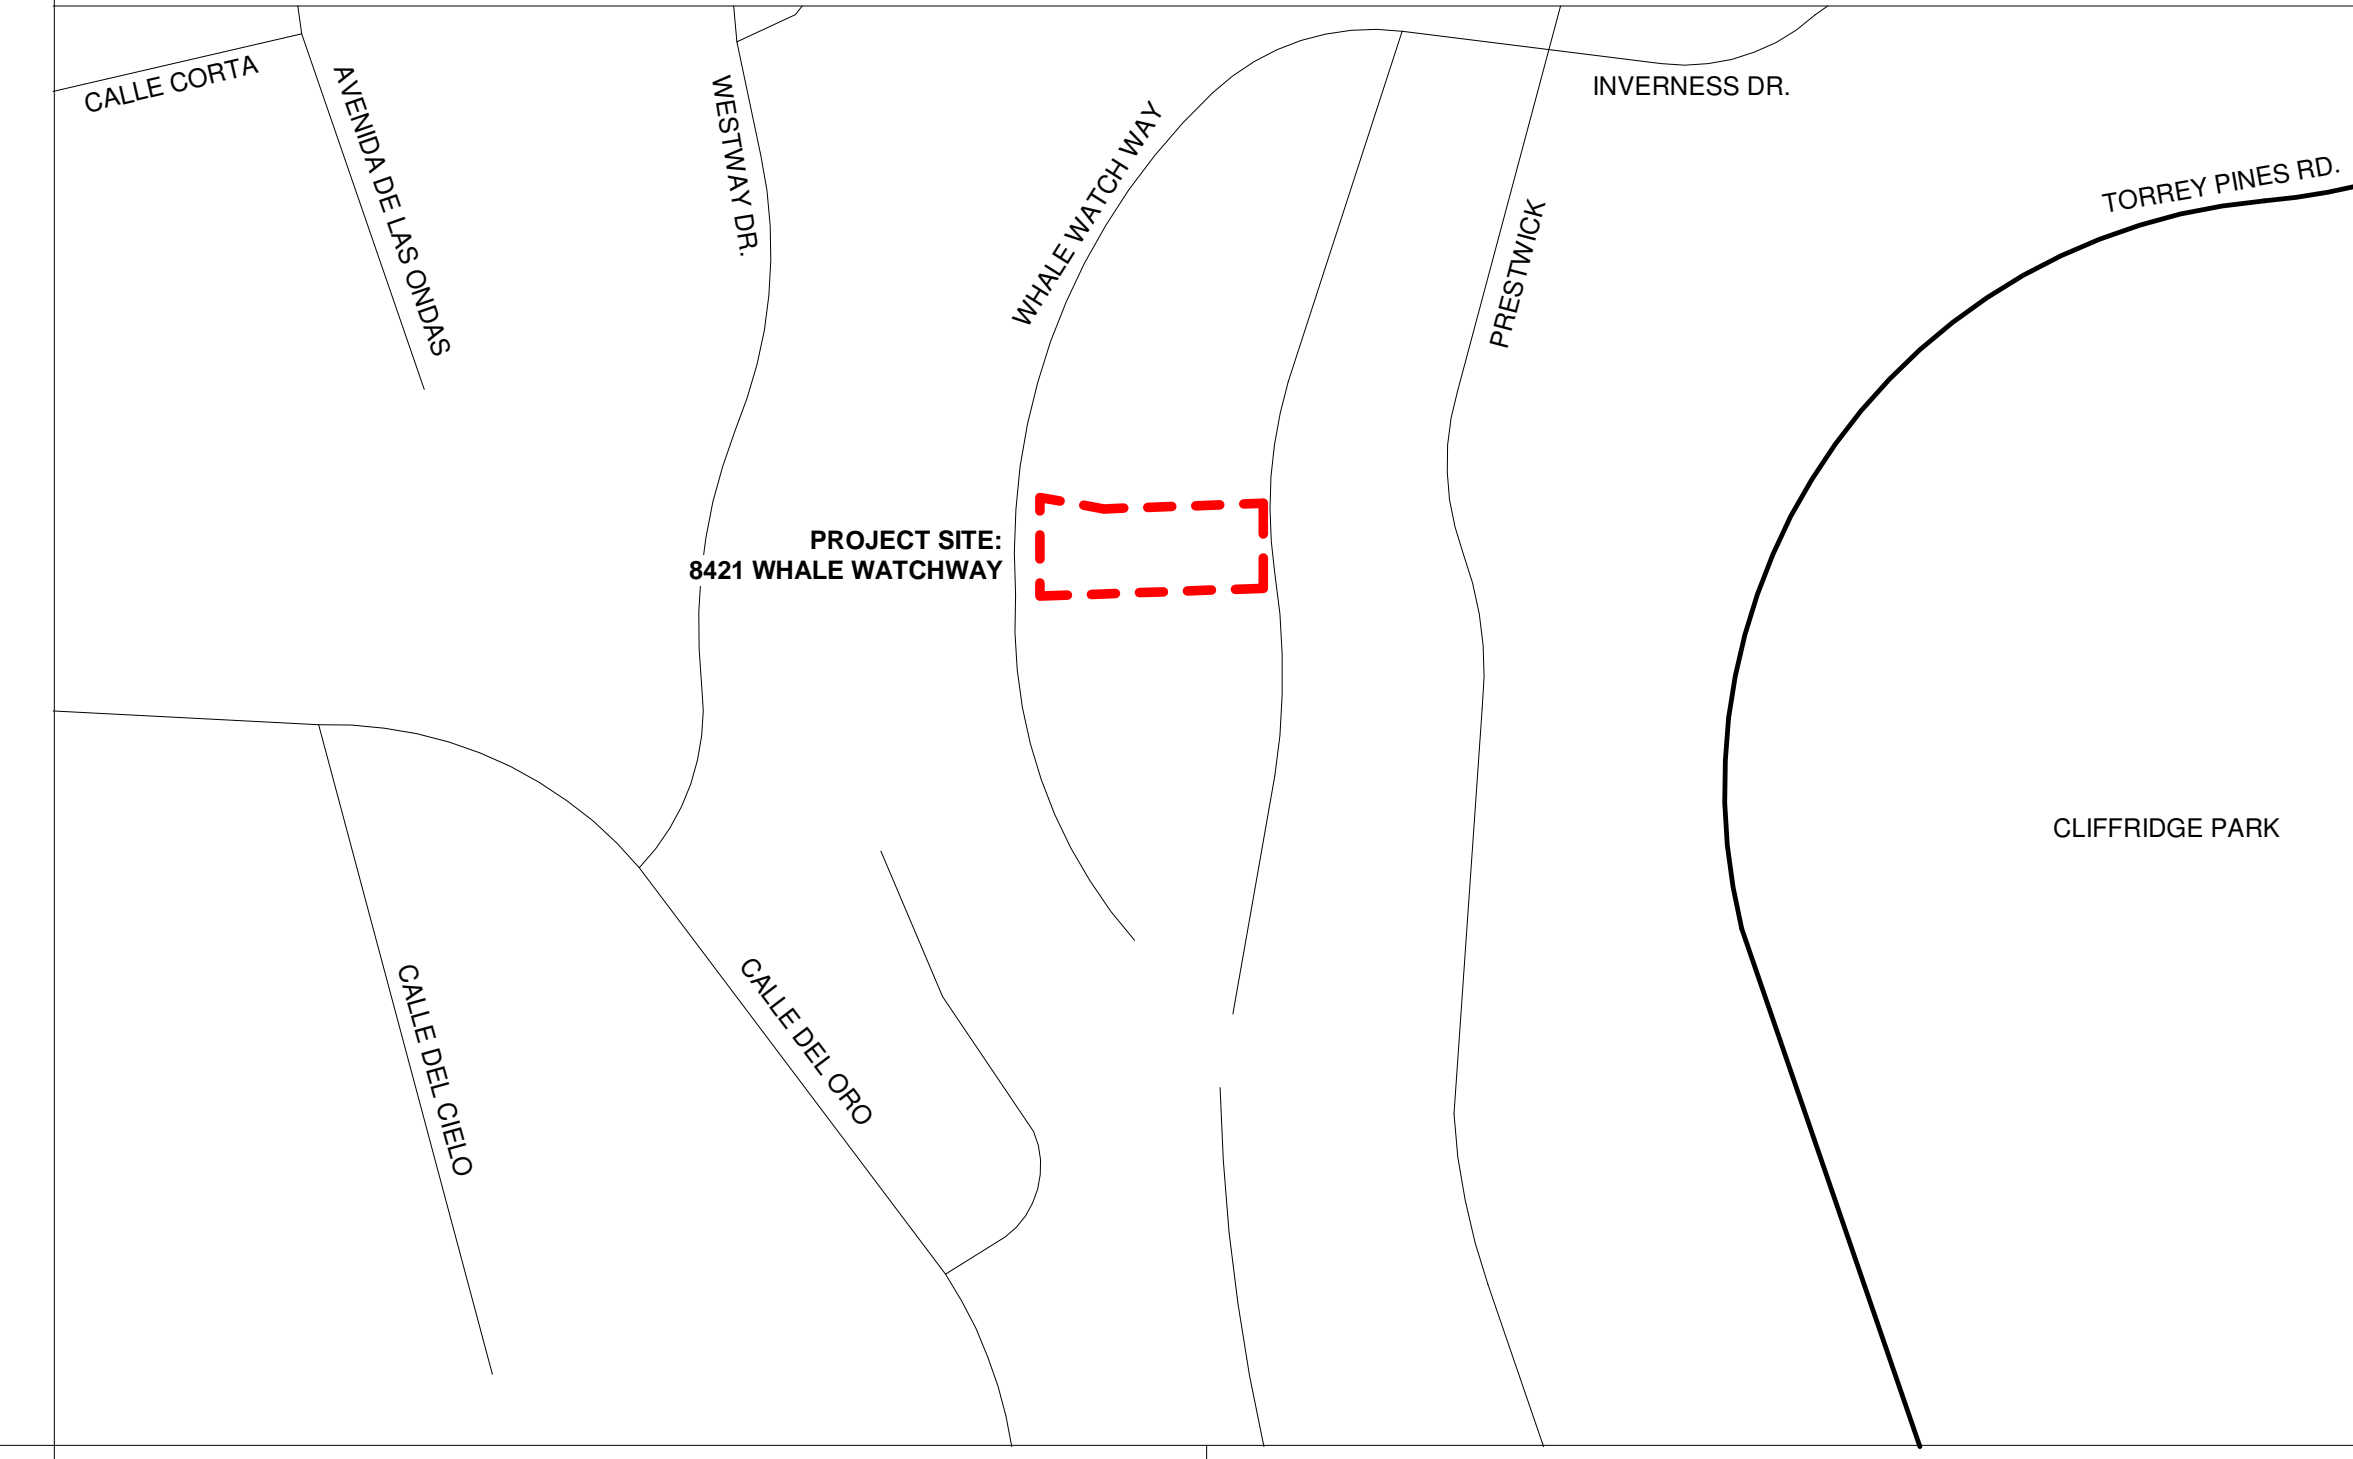 CALLE CORTA
AVENIDA DE LAS ONDAS
WESTWAY DR.
WHALE WATCH WAY
INVERNESS DR.
PRESTWICK
TORREY PINES RD.
PROJECT SITE:
8421 WHALE WATCHWAY
CLIFFRIDGE PARK
CALLE DEL CIELO
CALLE DEL ORO